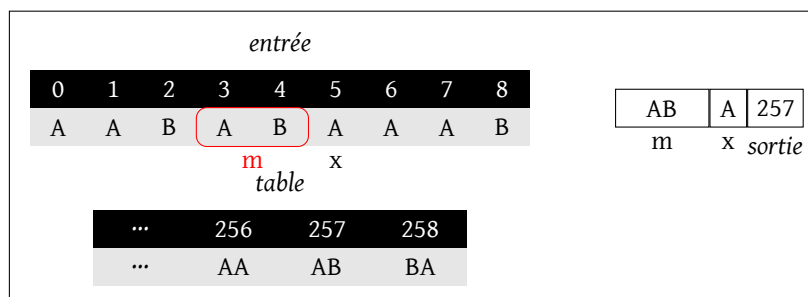 entrée
0 1 2 3 4 5 6 7 8
A A B A B A A A B
m x
table
... 256 257 258
... AA AB BA
AB A 257
m x sortie